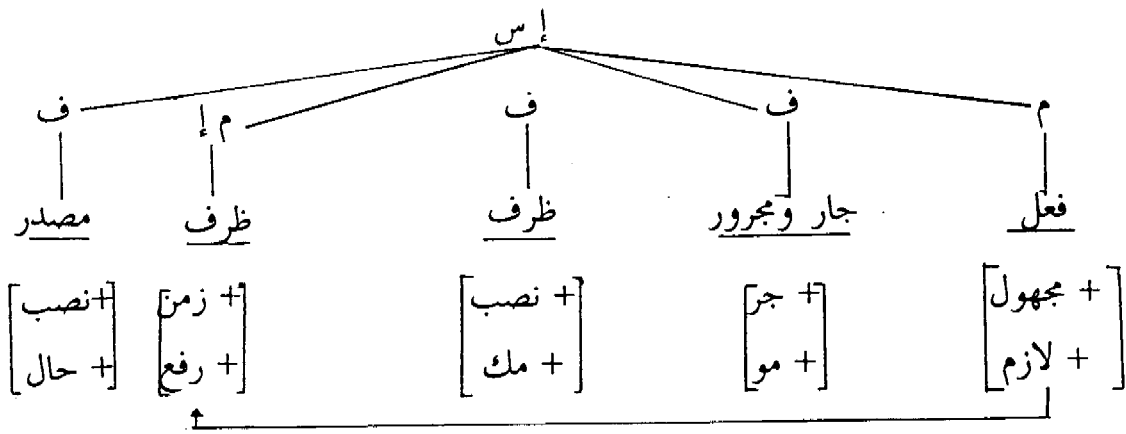 إ س
م ف ف م إ ف
فعل جار ومجرور ظرف ظرف مصدر
+ مجهول + جر + نصب + زمن + نصب
+ لازم + مو + مك + رفع + حال